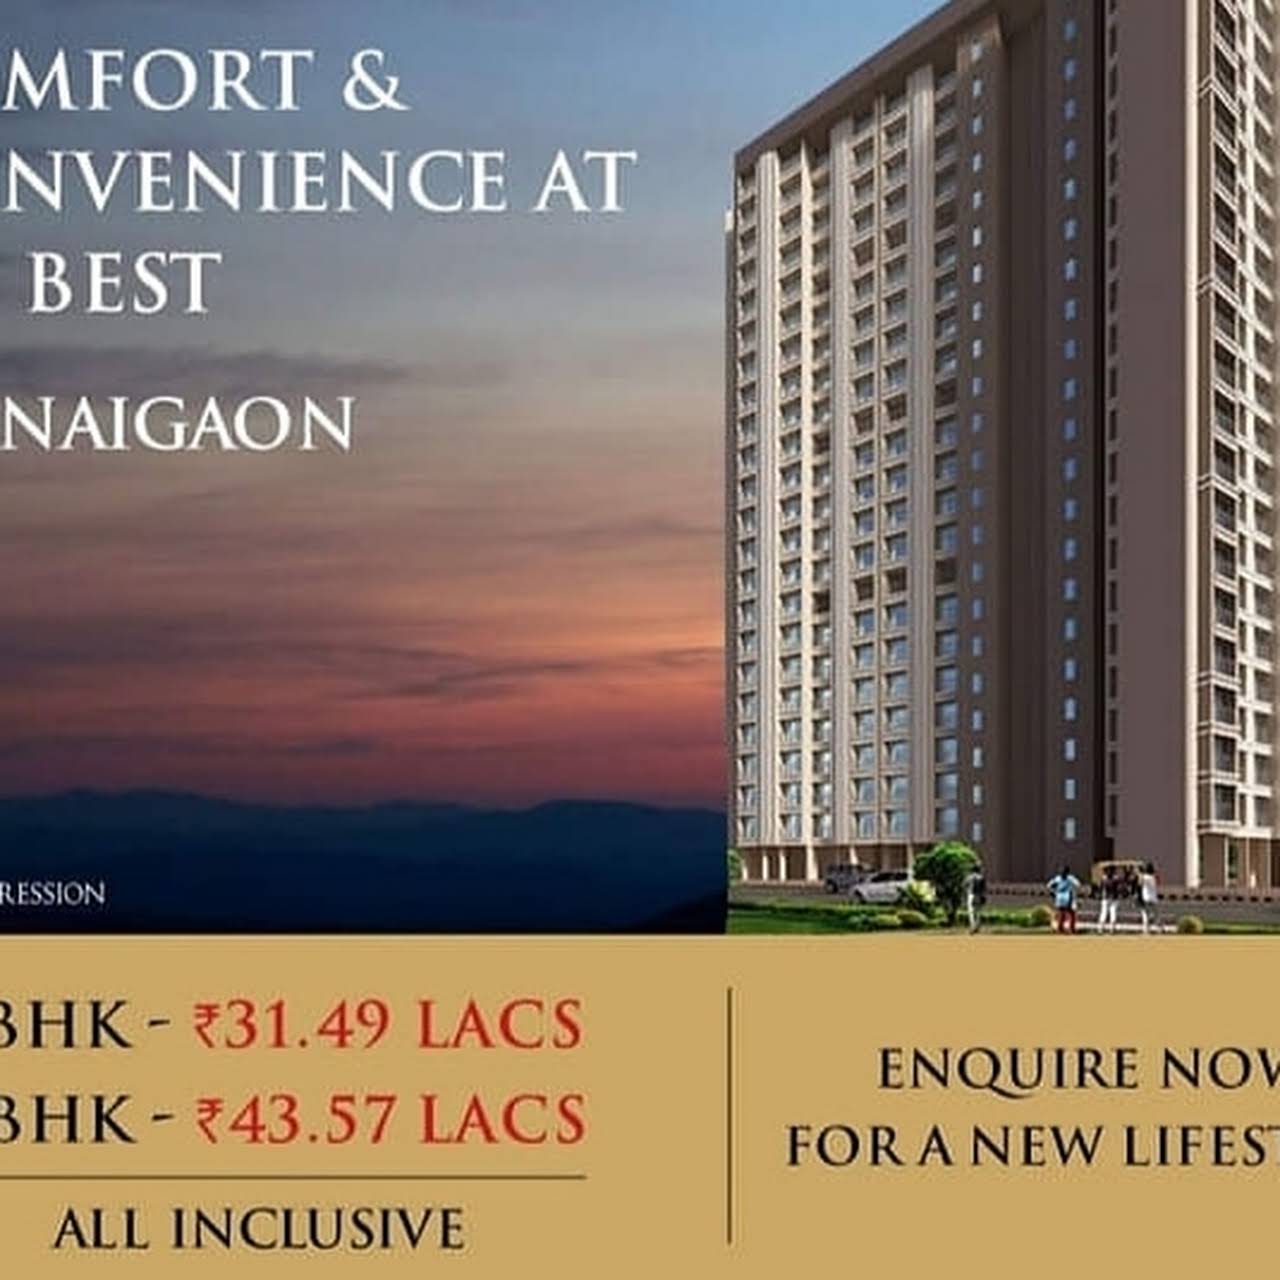 MFORT &
NVENIENCE AT
BEST
NAIGAON
RESSION
BHK - ₹31.49 LACS
BHK - ₹43.57 LACS
ALL INCLUSIVE
ENQUIRE NOW
FOR A NEW LIFEST